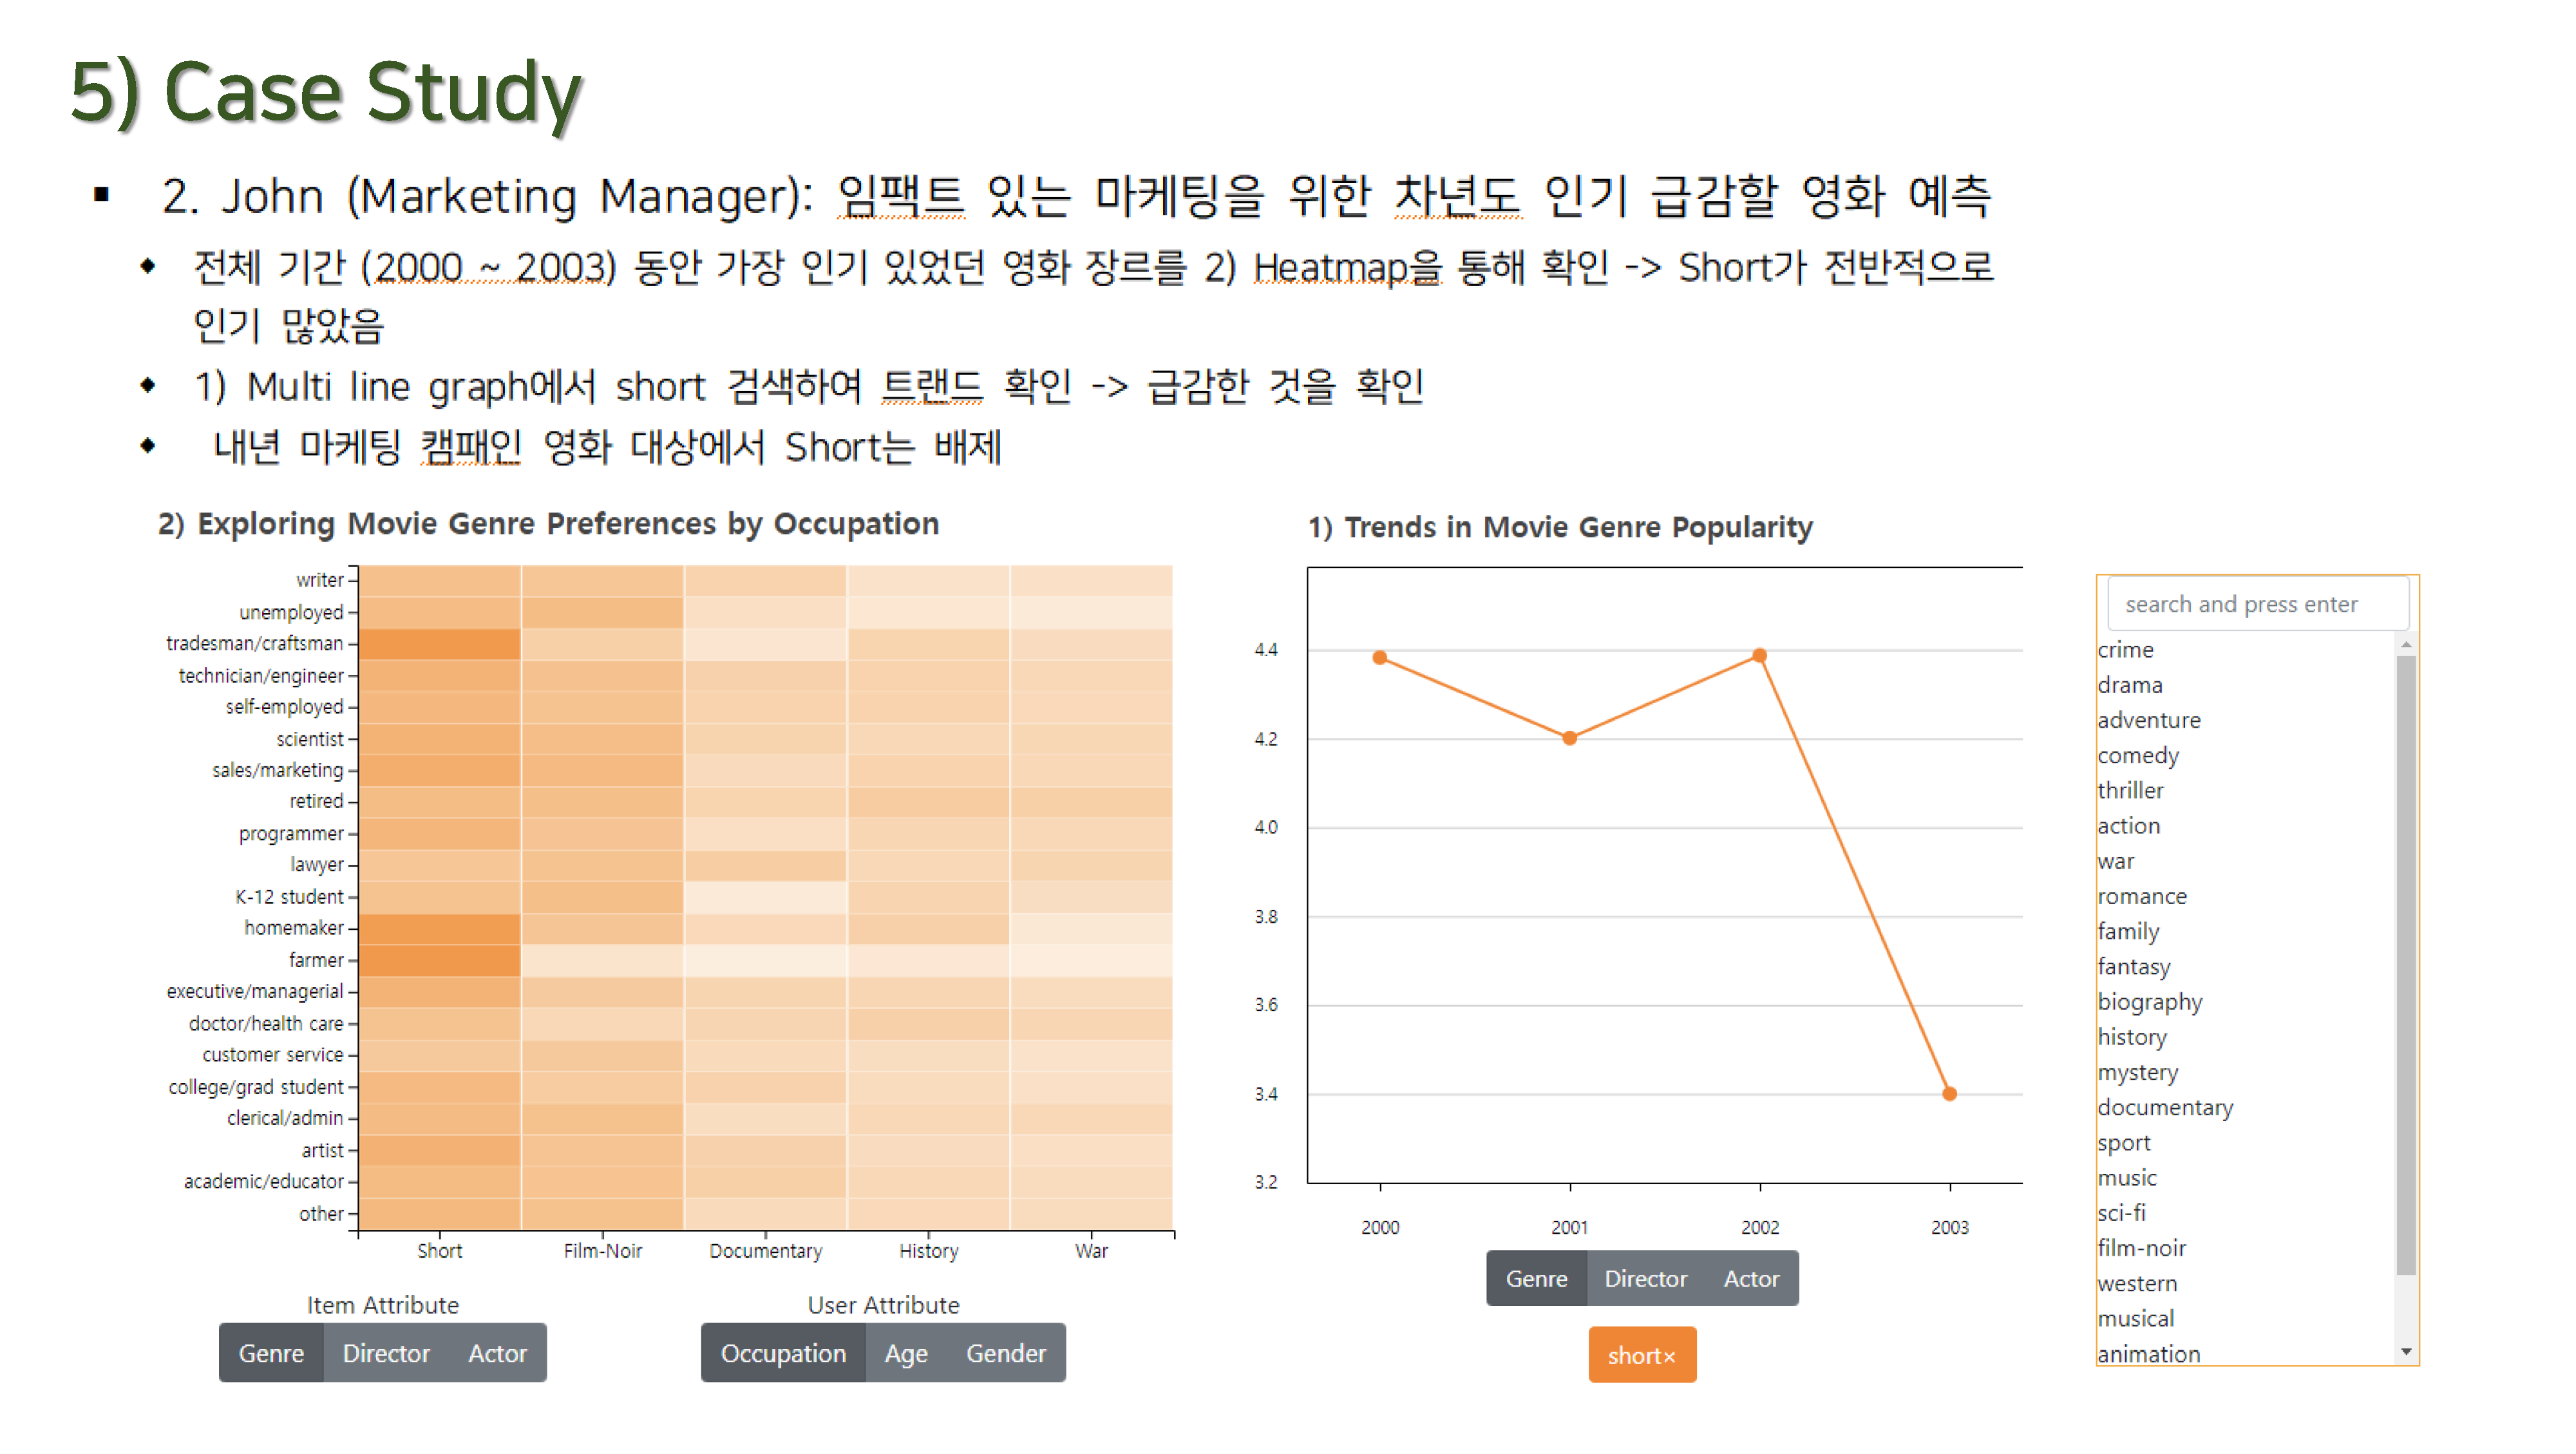 5) Case Study
2. John (Marketing Manager): 임팩트 있는 마케팅을 위한 차년도 인기 급감할 영화 예측
전체 기간 (2000 ~ 2003) 동안 가장 인기 있었던 영화 장르를 2) Heatmap을 통해 확인 -> Short가 전반적으로
인기 많았음
1) Multi line graph에서 short 검색하여 트랜드 확인 -> 급감한 것을 확인
내년 마케팅 캠패인 영화 대상에서 Short는 배제
2) Exploring Movie Genre Preferences by Occupation
writer
unemployed
tradesman/craftsman
technician/engineer
self-employed
scientist
sales/marketing
retired
programmer
lawyer
K-12 student
homemaker
farmer
executive/managerial
doctor/health care
customer service
college/grad student
clerical/admin
artist
academic/educator
other
Short Film-Noir Documentary History War
Item Attribute User Attribute
Genre Director Actor Occupation Age Gender
1) Trends in Movie Genre Popularity
4.4
4.2
4.0
3.8
3.6
3.4
3.2
2000 2001 2002 2003
Genre Director Actor
short×
search and press enter
crime
drama
adventure
comedy
thriller
action
war
romance
family
fantasy
biography
history
mystery
documentary
sport
music
sci-fi
film-noir
western
musical
animation